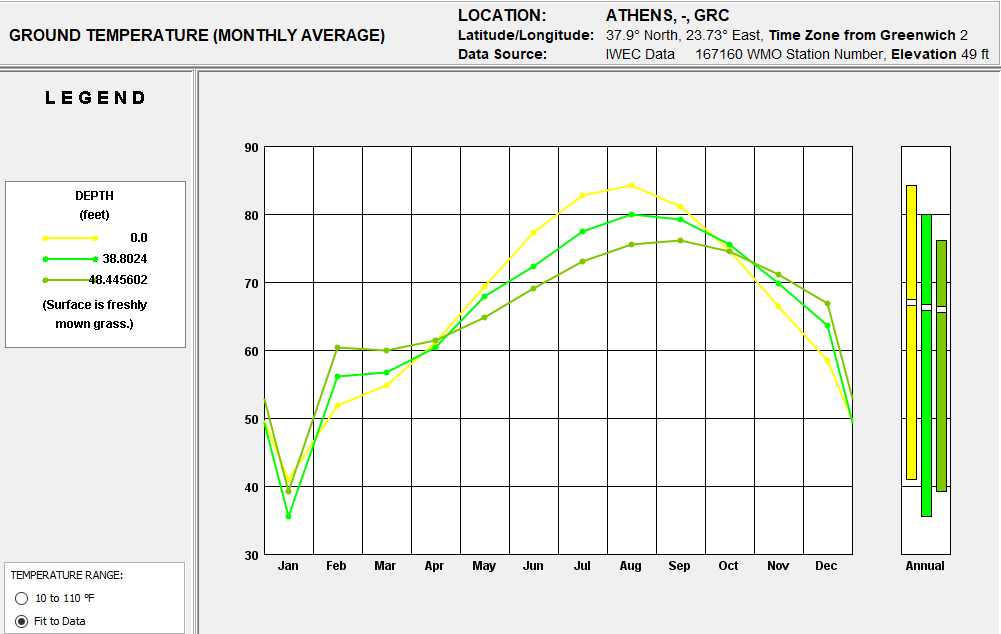 GROUND TEMPERATURE (MONTHLY AVERAGE)
LOCATION: ATHENS, -, GRC
Latitude/Longitude: 37.9° North, 23.73° East, Time Zone from Greenwich 2
Data Source: IWEC Data 167160 WMO Station Number, Elevation 49 ft
LEGEND
DEPTH
(feet)
0.0
38.8024
48.445602
(Surface is freshly
mown grass.)
TEMPERATURE RANGE:
10 to 110 °F
Fit to Data
90
80
70
60
50
40
30
Jan Feb Mar Apr May Jun Jul Aug Sep Oct Nov Dec
Annual